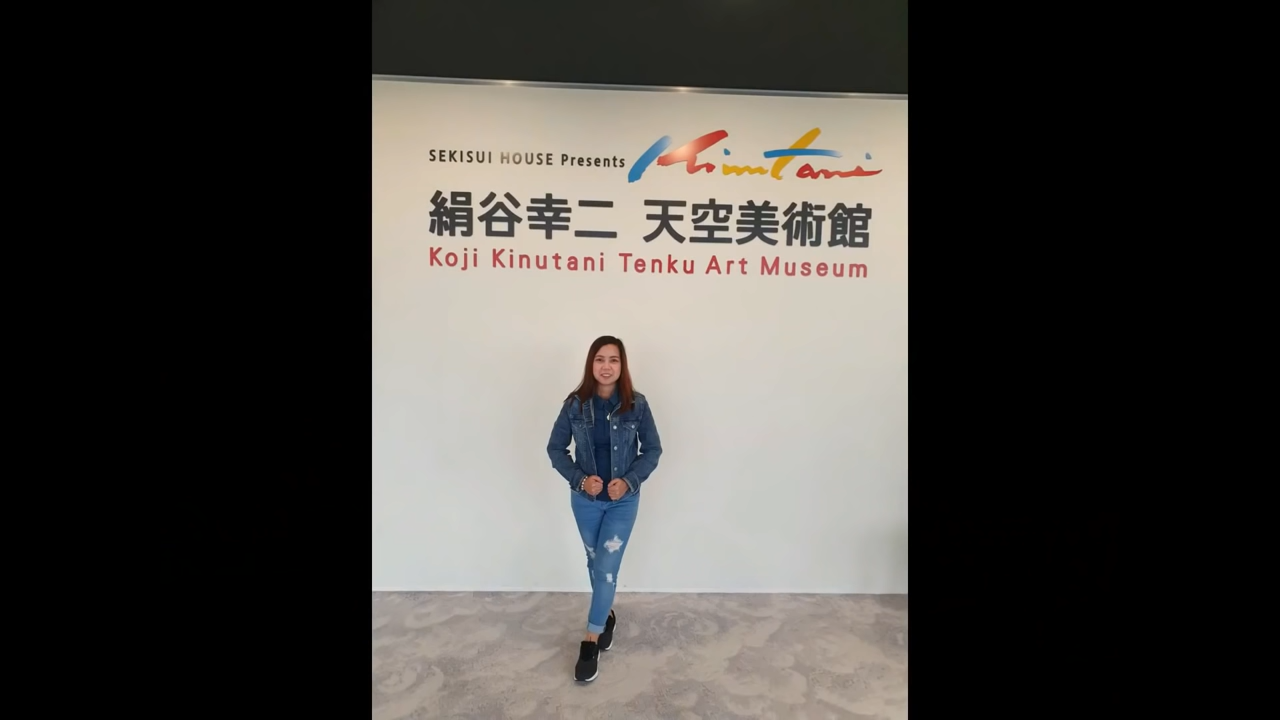 SEKISUI HOUSE Presents Kinutani
絹谷幸二 天空美術館
Koji Kinutani Tenku Art Museum